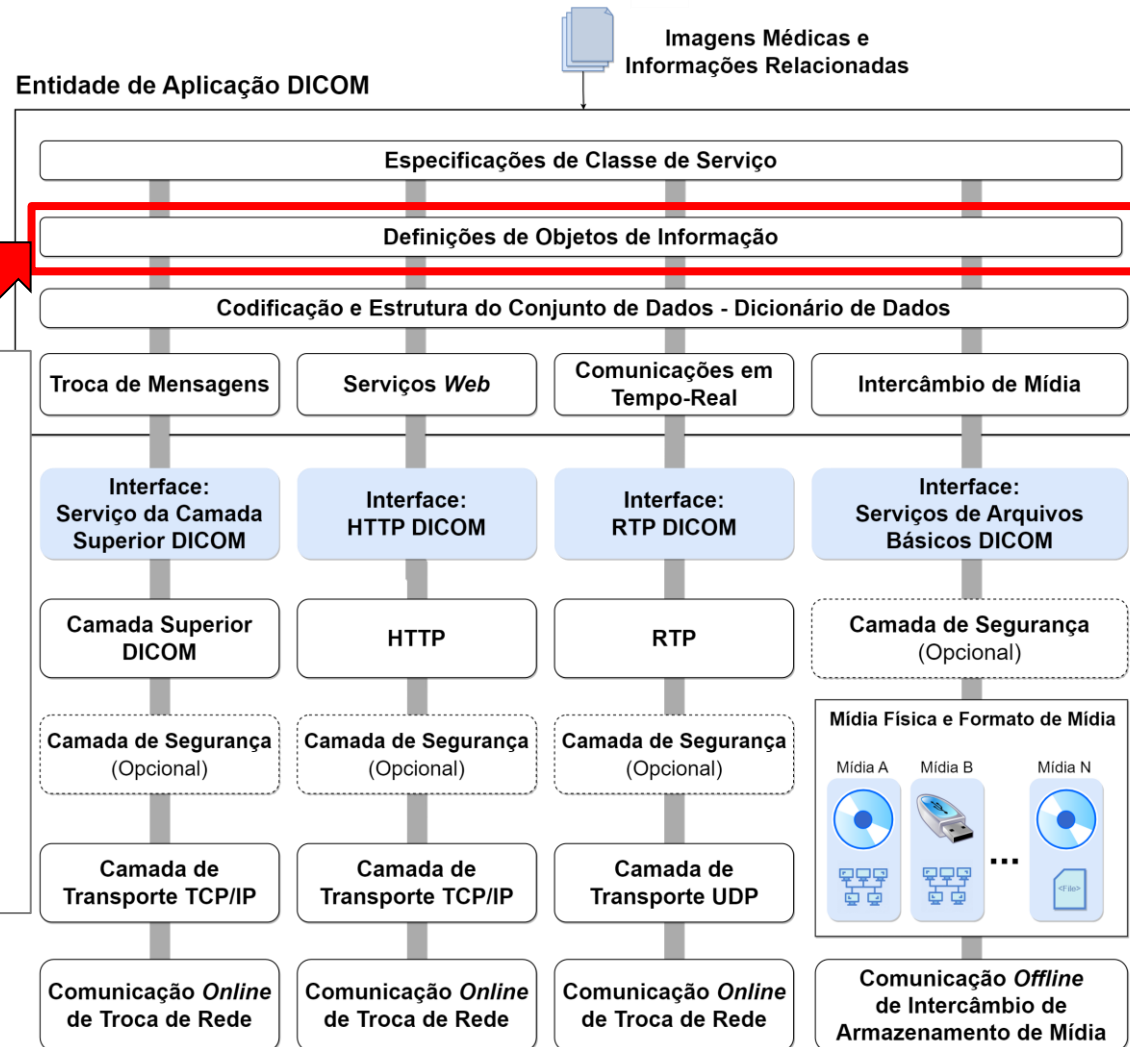 Imagens Médicas e
Informações Relacionadas
Entidade de Aplicação DICOM
Especificações de Classe de Serviço
Definições de Objetos de Informação
Codificação e Estrutura do Conjunto de Dados - Dicionário de Dados
Troca de Mensagens
Serviços Web
Comunicações em
Tempo-Real
Intercâmbio de Mídia
Interface:
Serviço da Camada
Superior DICOM
Interface:
HTTP DICOM
Interface:
RTP DICOM
Interface:
Serviços de Arquivos
Básicos DICOM
Camada Superior
DICOM
HTTP
RTP
Camada de Segurança
(Opcional)
Camada de Segurança
(Opcional)
Camada de Segurança
(Opcional)
Camada de Segurança
(Opcional)
Mídia Física e Formato de Mídia
Mídia A
Mídia B
Mídia N
...
<File>
Camada de
Transporte TCP/IP
Camada de
Transporte TCP/IP
Camada de
Transporte UDP
Comunicação Online
de Troca de Rede
Comunicação Online
de Troca de Rede
Comunicação Online
de Troca de Rede
Comunicação Offline
de Intercâmbio de
Armazenamento de Mídia